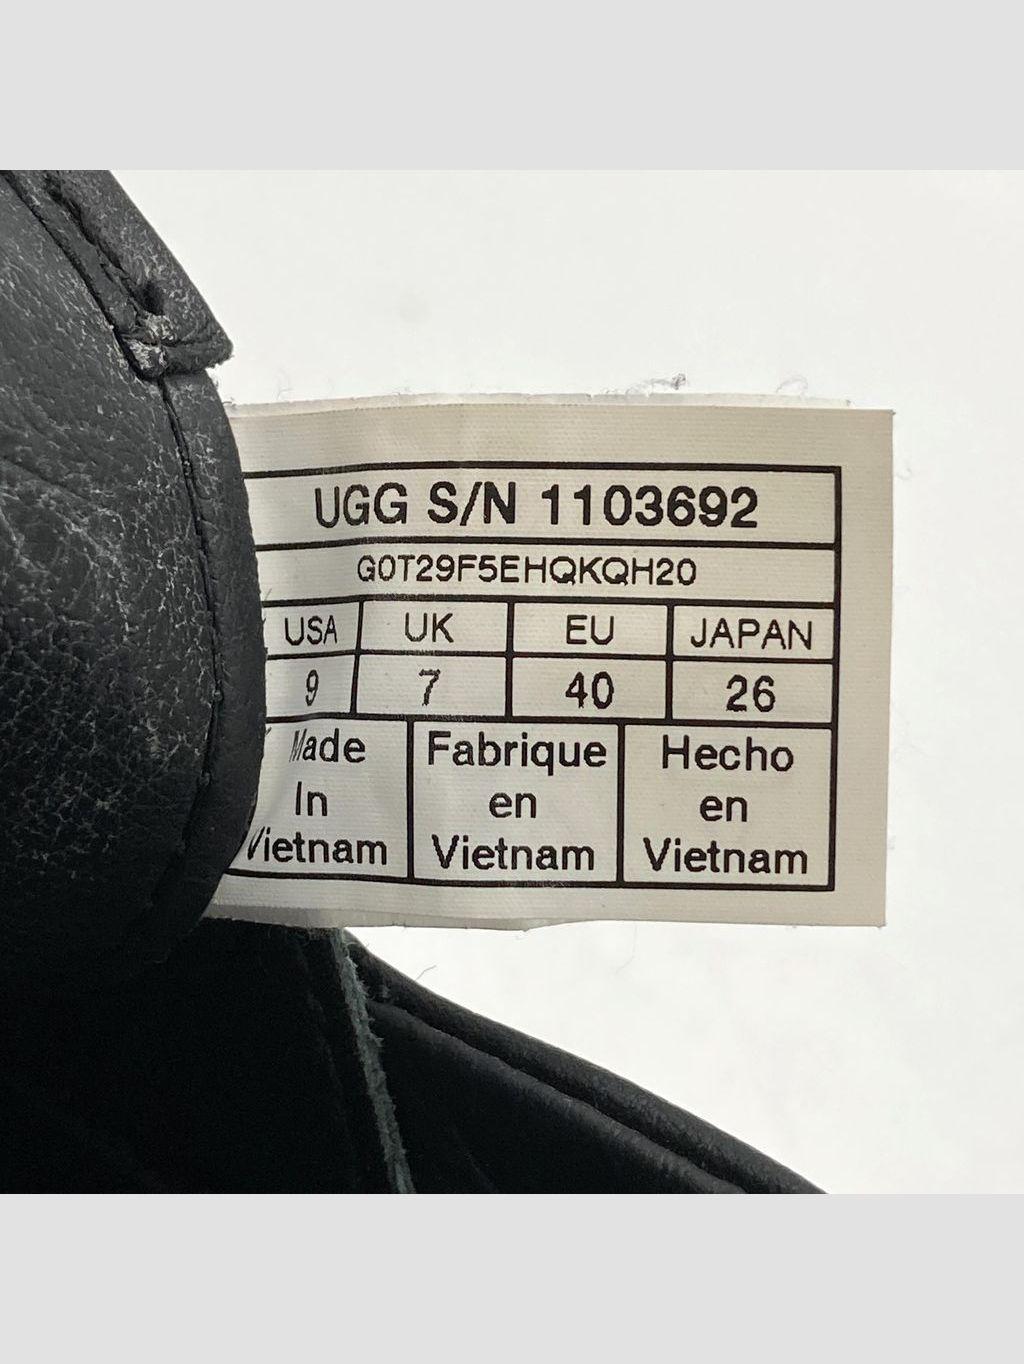 UGG S/N 1103692
G0T29F5EHQKQH20
USA UK EU JAPAN
9 7 40 26
Made Fabrique Hecho
In en en
Vietnam Vietnam Vietnam